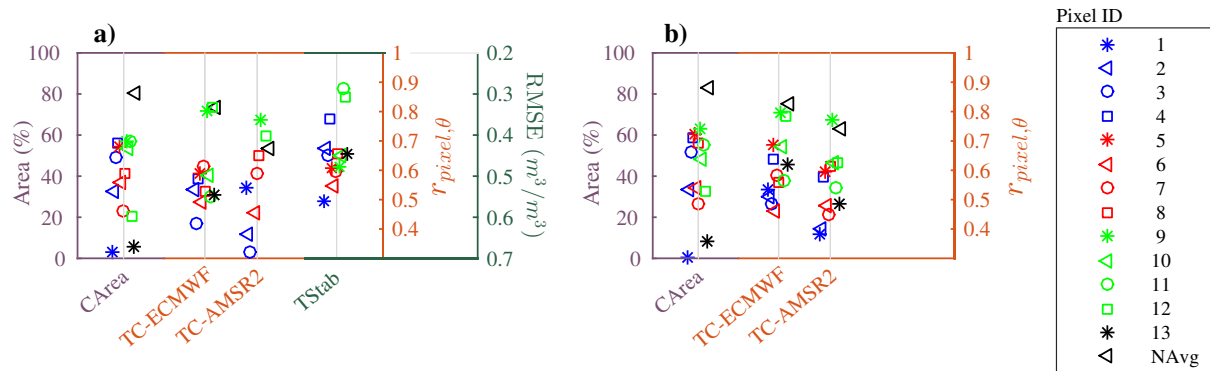 a)
100
80
60
40
20
0
Area (%)
CArea
TC-ECMWF
TC-AMSR2
TStab
1
0.9
0.8
0.7
0.6
0.5
0.4
r_{pixel,θ}
0.2
0.3
0.4
0.5
0.6
0.7
RMSE (m³/m³)
b)
100
80
60
40
20
0
Area (%)
CArea
TC-ECMWF
TC-AMSR2
1
0.9
0.8
0.7
0.6
0.5
0.4
r_{pixel,θ}
Pixel ID
1
2
3
4
5
6
7
8
9
10
11
12
13
NAvg